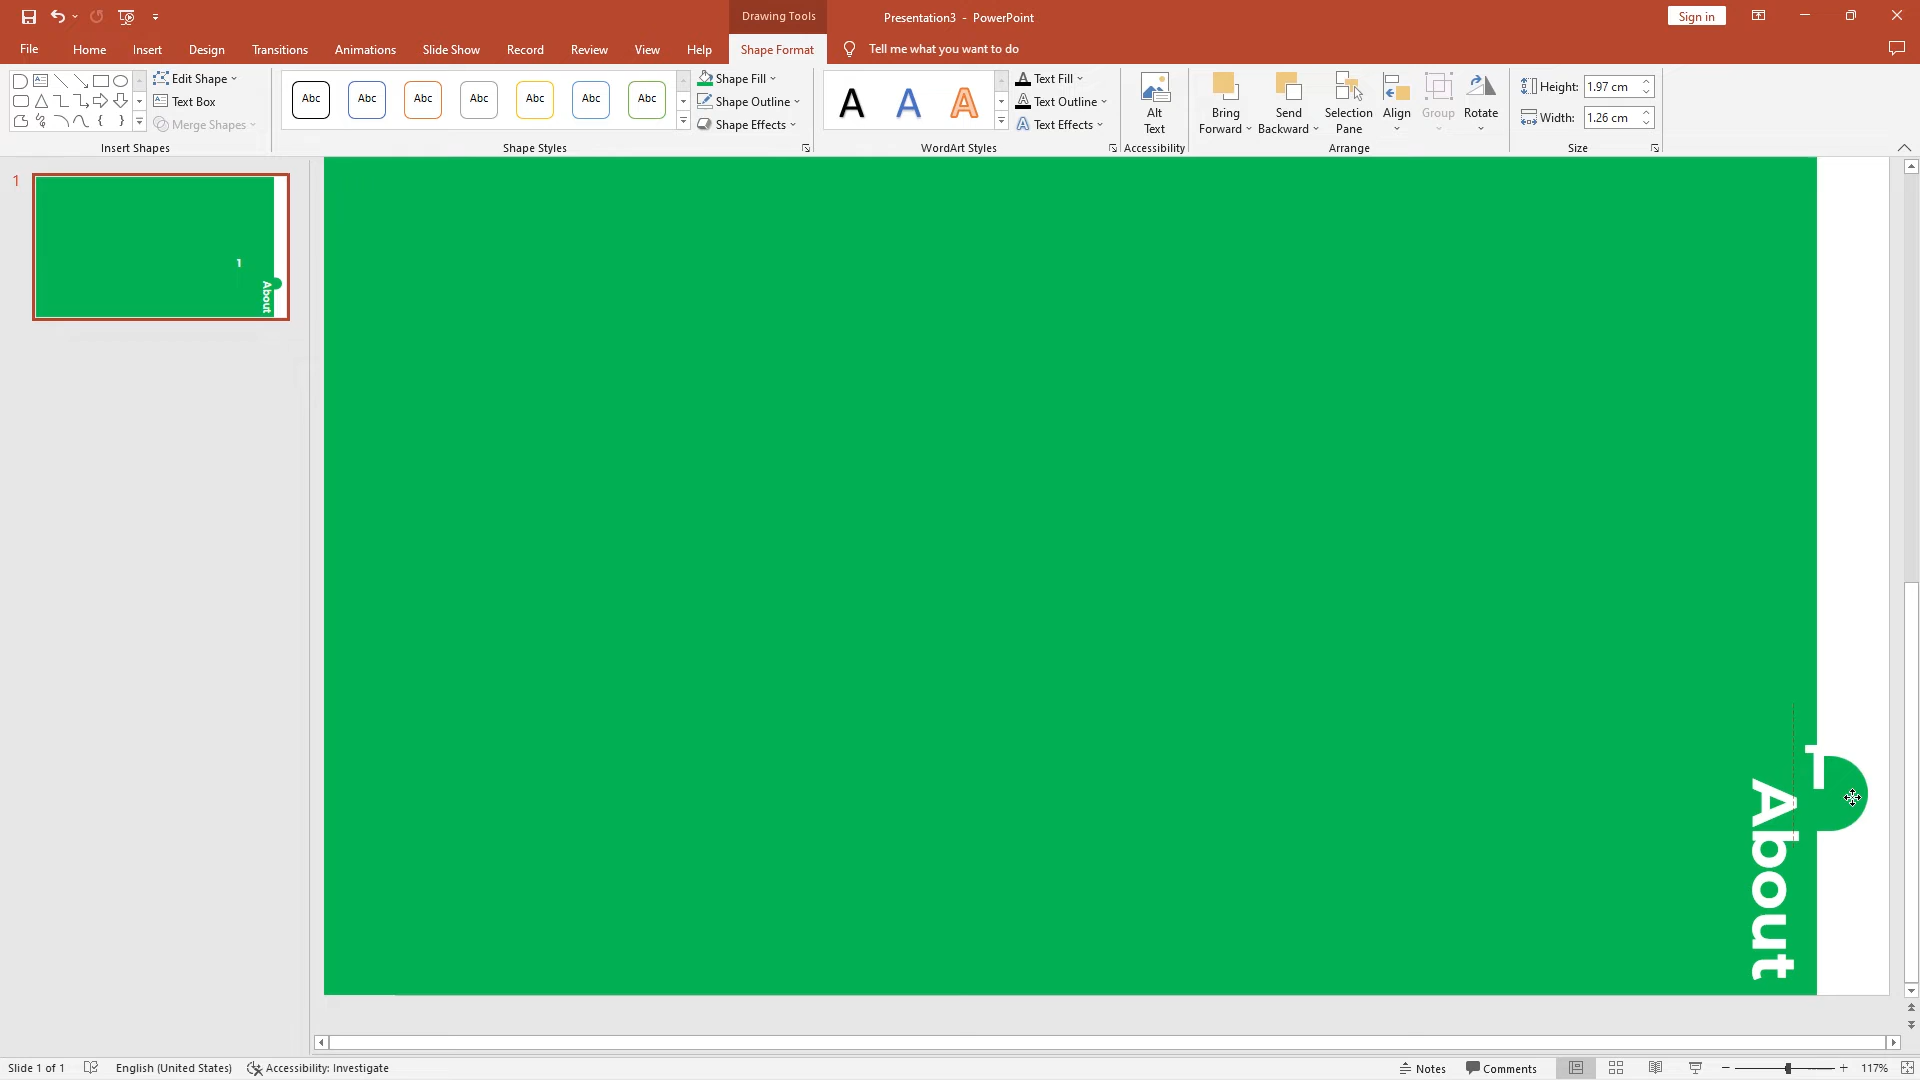 Drawing Tools
Presentation3 - PowerPoint
Sign in
File
Home
Insert
Design
Transitions
Animations
Slide Show
Record
Review
View
Help
Shape Format
Tell me what you want to do
Edit Shape
Text Box
Merge Shapes
Insert Shapes
Abc
Abc
Abc
Abc
Abc
Abc
Abc
Shape Styles
Shape Fill
Shape Outline
Shape Effects
A
A
A
WordArt Styles
Text Fill
Text Outline
Text Effects
Alt
Text
Accessibility
Bring
Forward
Send
Backward
Selection
Pane
Align
Group
Rotate
Arrange
Height: 1.97 cm
Width: 1.26 cm
Size
1
1
About
1
About
Slide 1 of 1
English (United States)
Accessibility: Investigate
Notes
Comments
117%